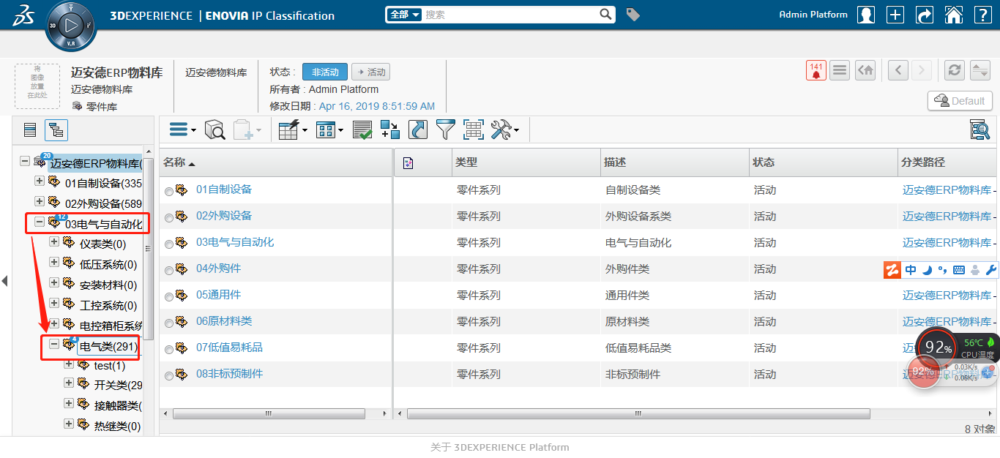 3DEXPERIENCE | ENOVIA IP Classification
全部
搜索
Admin Platform
3D
V.R
将
图像
放置
在此处
迈安德ERP物料库
迈安德物料库
零件库
迈安德物料库
状态 :
非活动
活动
所有者 : Admin Platform
修改日期 : Apr 16, 2019 8:51:59 AM
141
Default
20
迈安德ERP物料库(
01自制设备(335
02外购设备(589
12
03电气与自动化
仪表类(0)
低压系统(0)
安装材料(0)
工控系统(0)
电控箱柜系统
4
电气类(291)
test(1)
开关类(29
接触器类(
热继类(0)
名称
类型
描述
状态
分类路径
01自制设备
零件系列
自制设备类
活动
迈安德ERP物料库-
02外购设备
零件系列
外购设备系类
活动
迈安德ERP物料库-
03电气与自动化
零件系列
电气与自动化
活动
迈安德ERP物料库-
04外购件
零件系列
外购件类
活动
中
05通用件
零件系列
通用件类
活动
迈安德ERP物料库-
06原材料类
零件系列
原材料类
活动
迈安德ERP物料库-
07低值易耗品
零件系列
低值易耗品类
活动
迈
08非标预制件
零件系列
非标预制件
活动
92%
56℃
CPU温度
92%
0.03K/s
0.08K/s
8 对象
关于 3DEXPERIENCE Platform